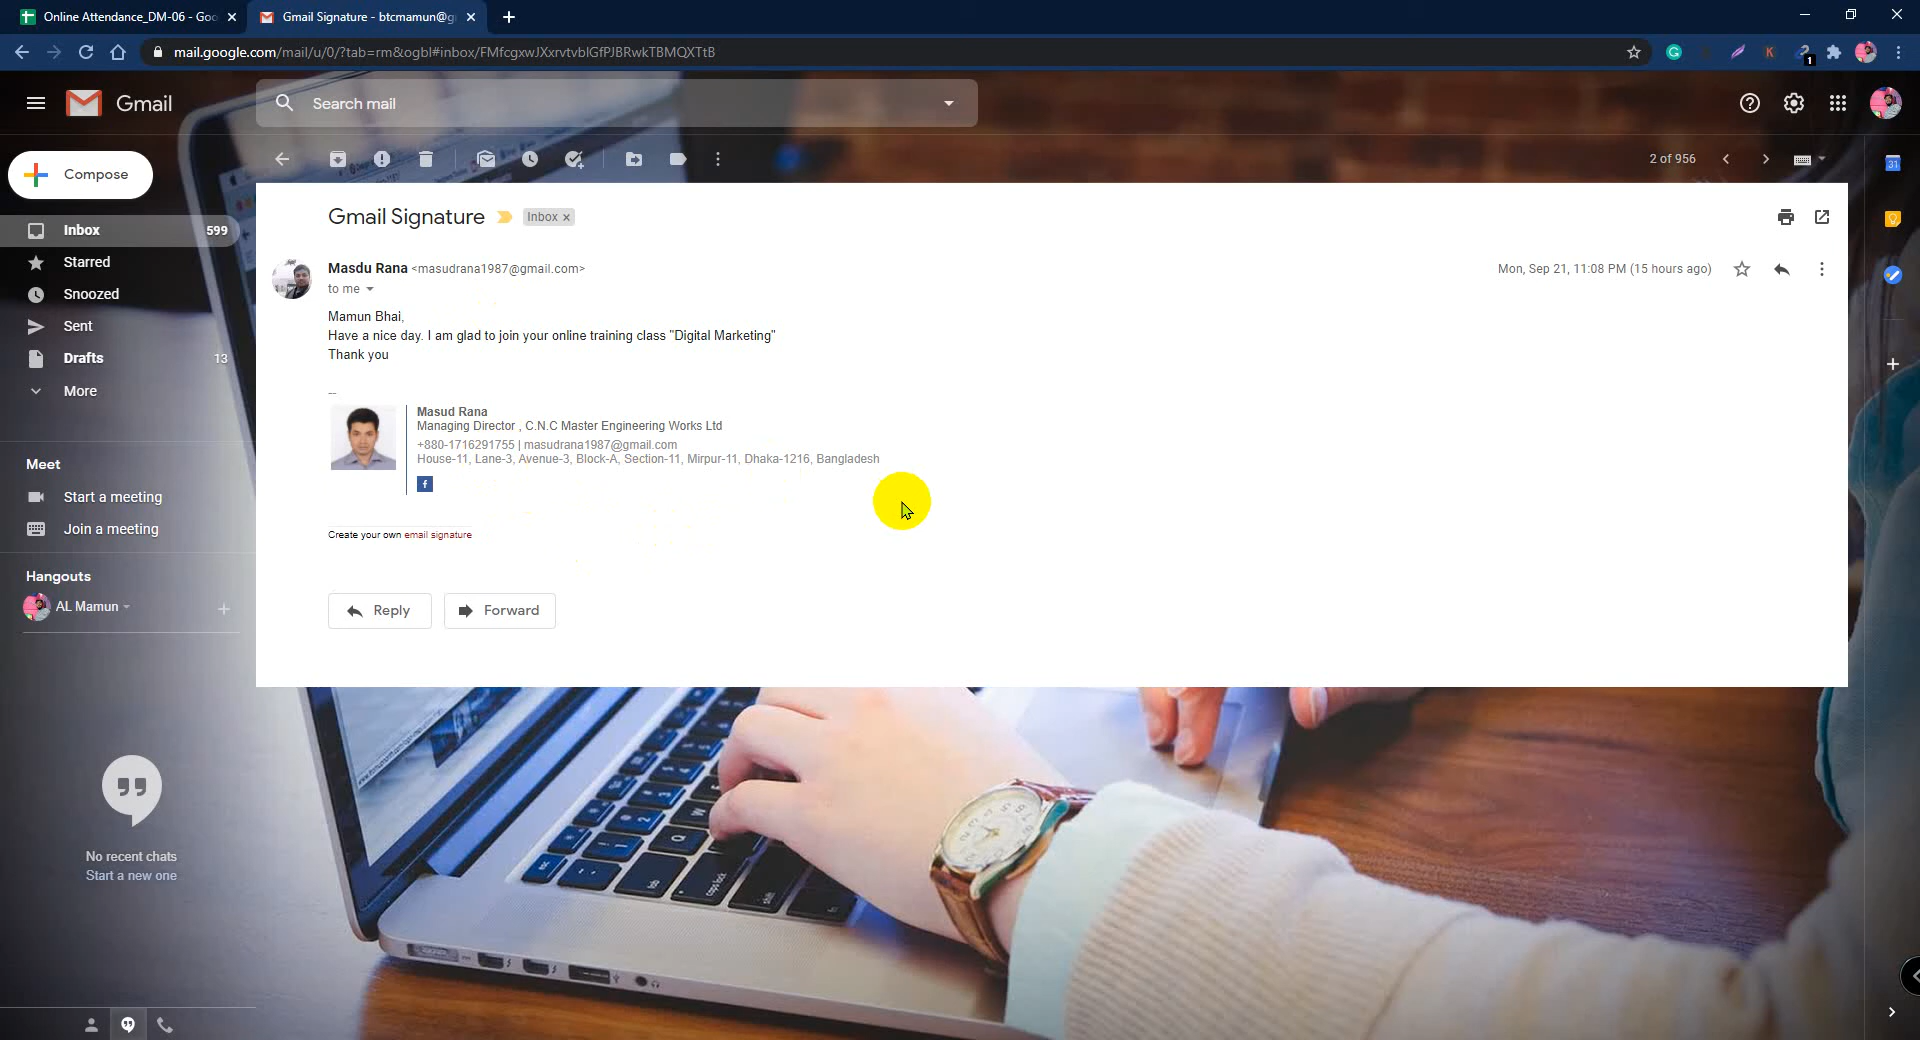 Online Attendance_DM-06 - Goo
Gmail Signature - btcmamun@g
mail.google.com/mail/u/0/?tab=rm&ogbl#inbox/FMfcgxwJXxrvtvblGfPJBRwkTBMQXTtB
1
Gmail
Search mail
Compose
2 of 956
31
Inbox 599
Starred
Snoozed
Sent
Drafts 13
More
Meet
Start a meeting
Join a meeting
Hangouts
AL Mamun
No recent chats
Start a new one
Gmail Signature
Inbox x
Masdu Rana <masudrana1987@gmail.com>
Mon, Sep 21, 11:08 PM (15 hours ago)
to me
Mamun Bhai,
Have a nice day. I am glad to join your online training class "Digital Marketing"
Thank you
--
Masud Rana
Managing Director , C.N.C Master Engineering Works Ltd
+880-1716291755 | masudrana1987@gmail.com
House-11, Lane-3, Avenue-3, Block-A, Section-11, Mirpur-11, Dhaka-1216, Bangladesh
f
Create your own email signature
Reply
Forward